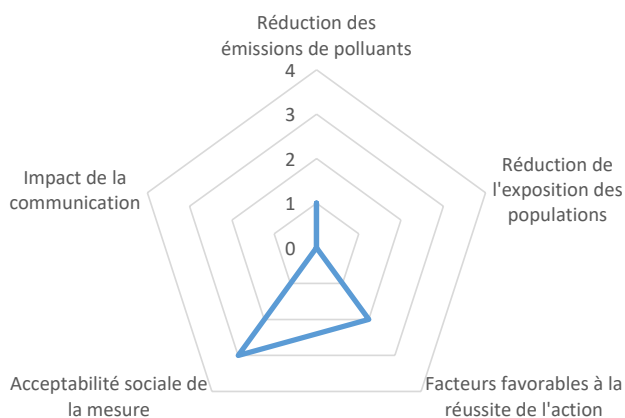 Réduction des
émissions de polluants
4
3
2
1
0
Réduction de
l'exposition des
populations
Facteurs favorables à la
réussite de l'action
Acceptabilité sociale de
la mesure
Impact de la
communication